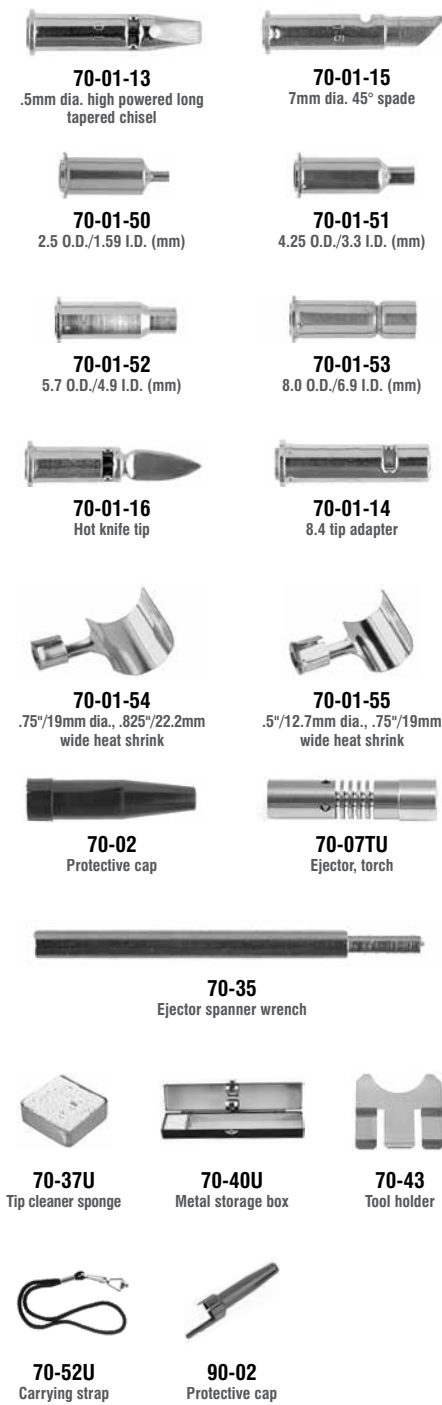 70-01-13
.5mm dia. high powered long
tapered chisel
70-01-15
7mm dia. 45° spade
70-01-50
2.5 O.D./1.59 I.D. (mm)
70-01-51
4.25 O.D./3.3 I.D. (mm)
70-01-52
5.7 O.D./4.9 I.D. (mm)
70-01-53
8.0 O.D./6.9 I.D. (mm)
70-01-16
Hot knife tip
70-01-14
8.4 tip adapter
70-01-54
.75"/19mm dia., .825"/22.2mm
wide heat shrink
70-01-55
.5"/12.7mm dia., .75"/19mm
wide heat shrink
70-02
Protective cap
70-07TU
Ejector, torch
70-35
Ejector spanner wrench
70-37U
Tip cleaner sponge
70-40U
Metal storage box
70-43
Tool holder
70-52U
Carrying strap
90-02
Protective cap